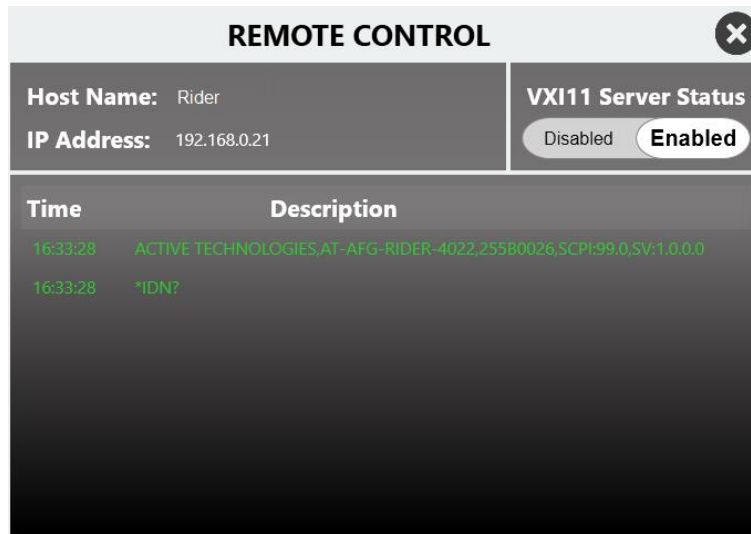 REMOTE CONTROL
Host Name: Rider
IP Address: 192.168.0.21
VXI11 Server Status
Disabled Enabled
Time Description
16:33:28 ACTIVE TECHNOLOGIES,AT-AFG-RIDER-4022,255B0026,SCPI:99.0,SV:1.0.0.0
16:33:28 *IDN?